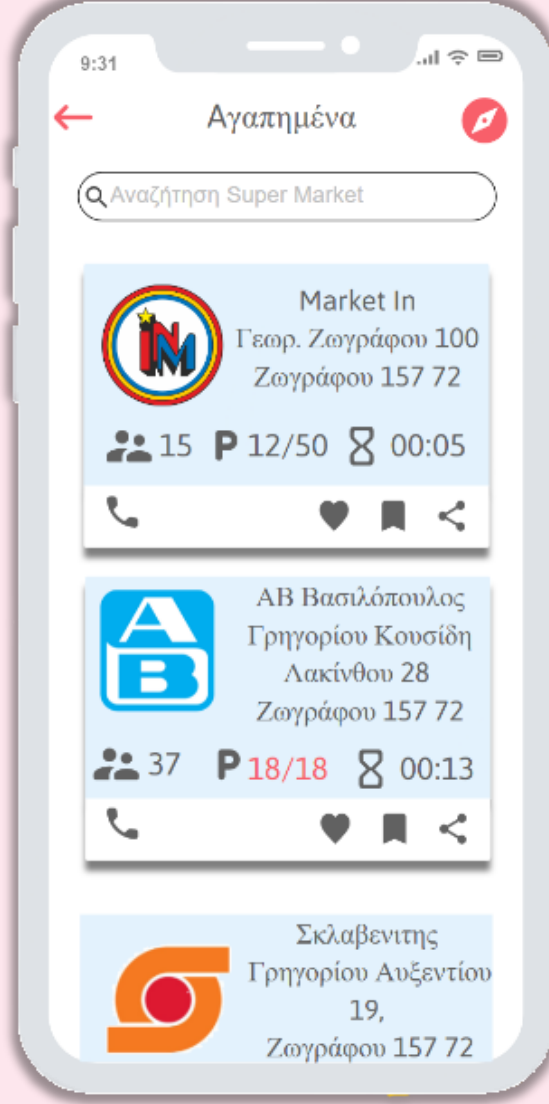 9:31
Αγαπημένα
Αναζήτηση Super Market
INM
Market In
Γεωρ. Ζωγράφου 100
Ζωγράφου 157 72
15 P 12/50 00:05
AB
ΑΒ Βασιλόπουλος
Γρηγορίου Κουσίδη
Λακίνθου 28
Ζωγράφου 157 72
37 P 18/18 00:13
Σκλαβενιτης
Γρηγορίου Αυξεντίου
19,
Ζωγράφου 157 72